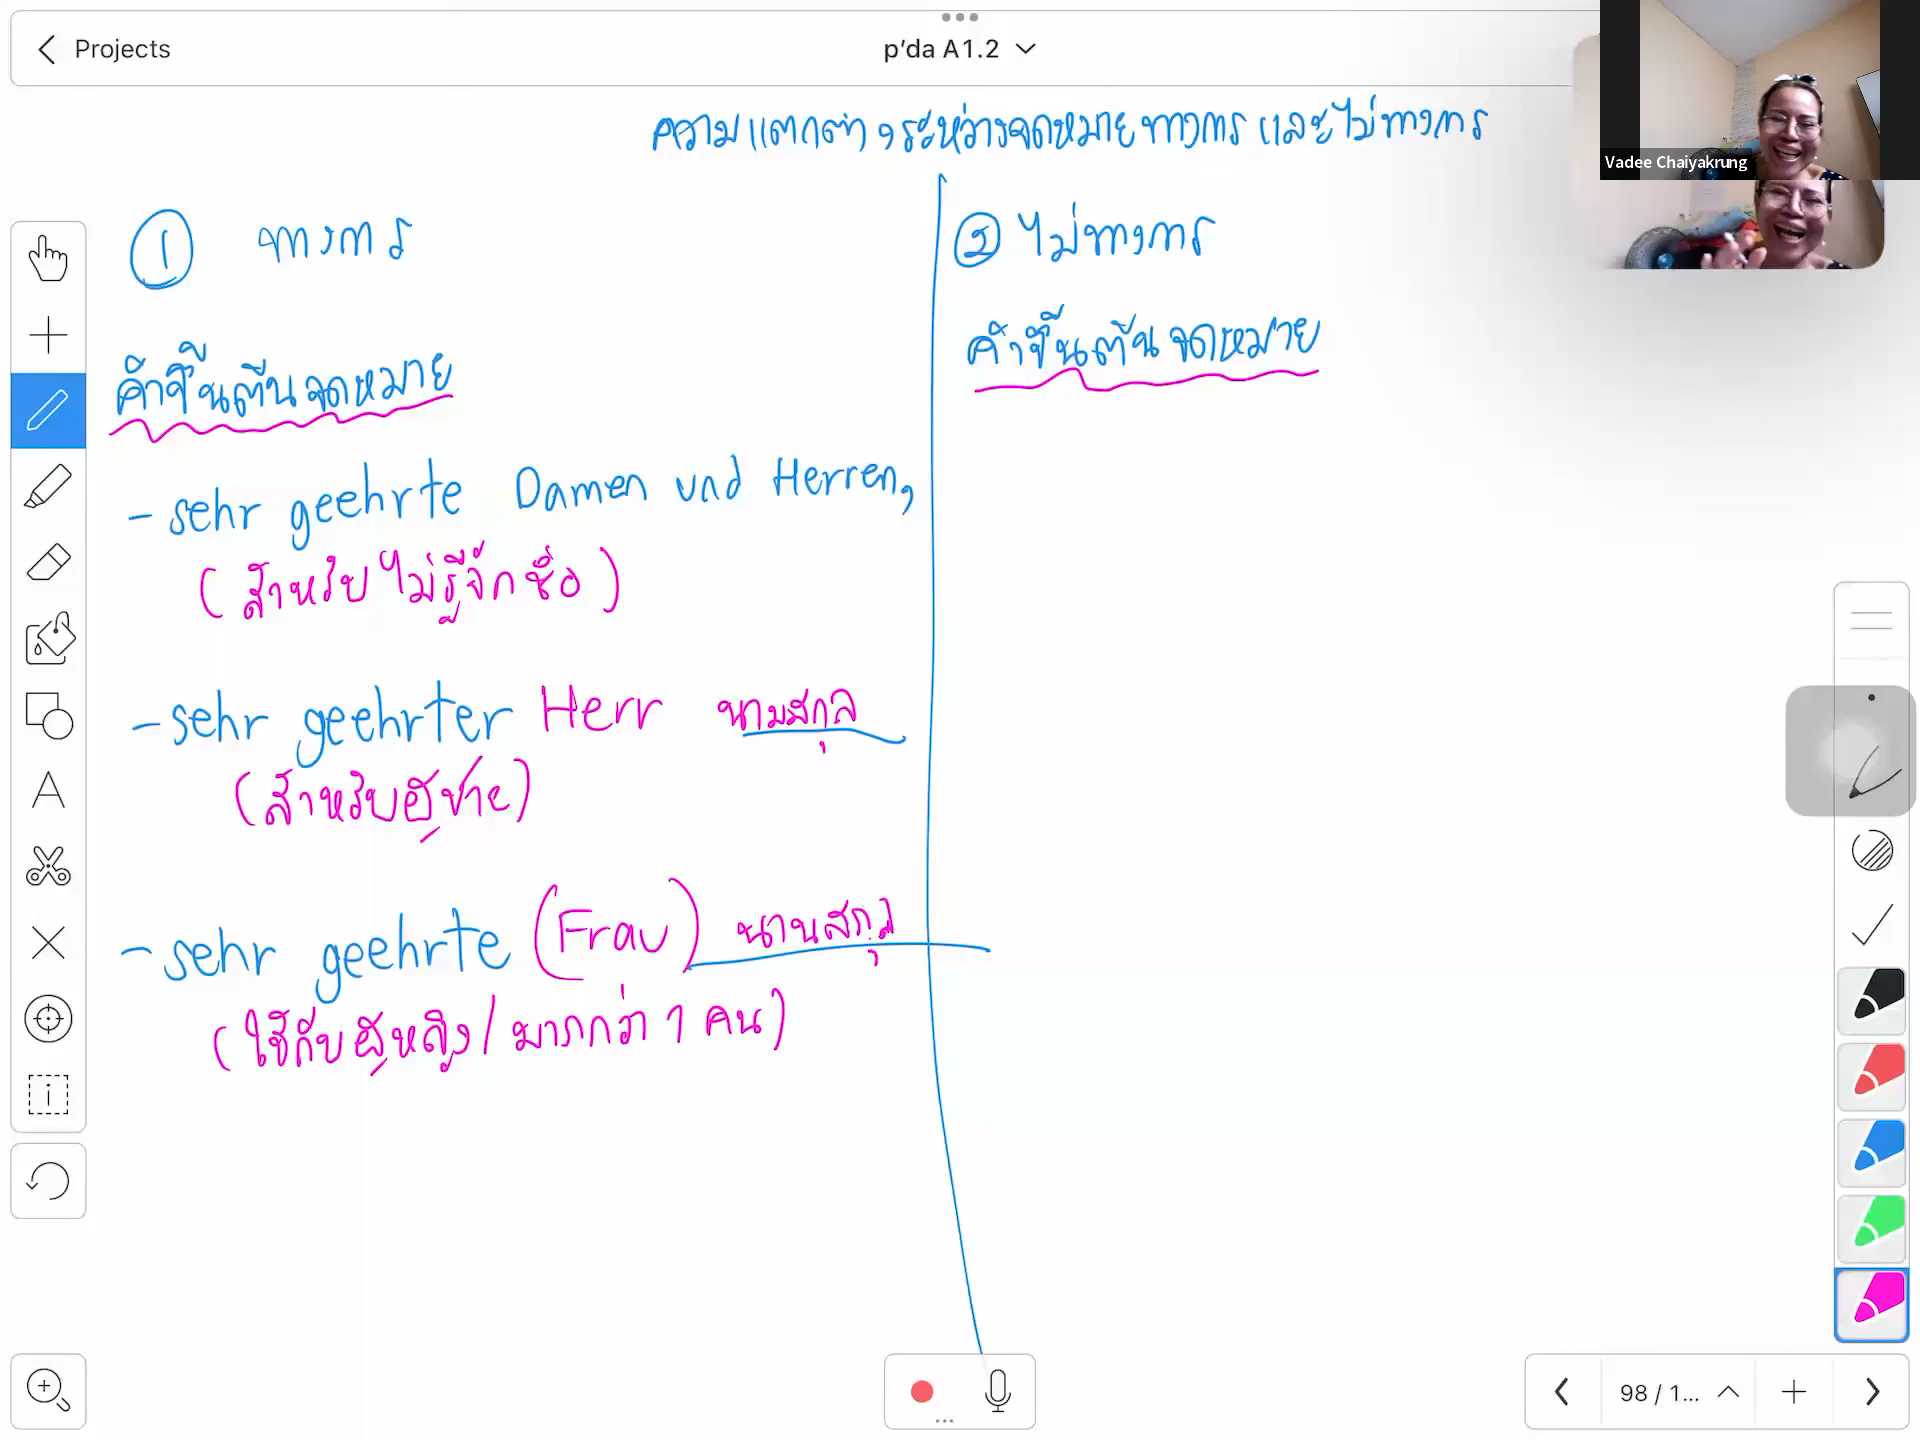 Projects
p'da A1.2
Vadee Chaiyakrung
ความแตกต่างระหว่างจดหมายทางการ และไม่ทางการ
1 ทางการ
คำขึ้นต้นจดหมาย
- sehr geehrte Damen und Herren,
(สำหรับไม่รู้จักชื่อ)
- sehr geehrter Herr นามสกุล
(สำหรับผู้ชาย)
- sehr geehrte (Frau) นามสกุล
(ใช้กับผู้หญิง / มากกว่า 1 คน)
2 ไม่ทางการ
คำขึ้นต้นจดหมาย
98 / 1...